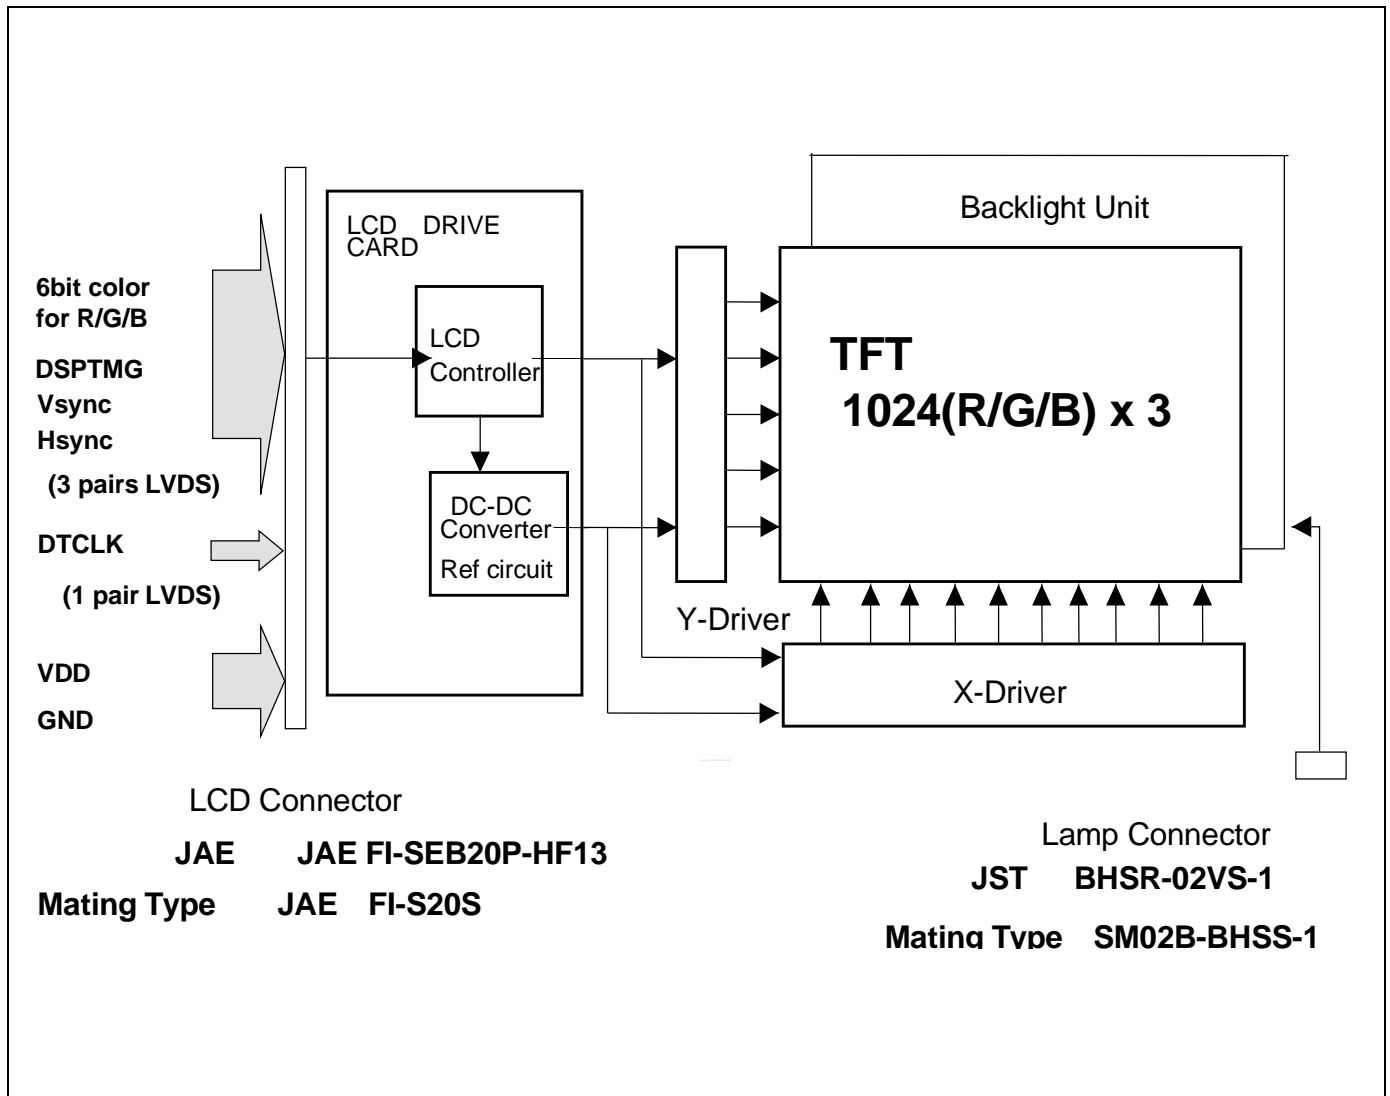 Backlight Unit
LCD DRIVE
CARD
6bit color
for R/G/B
LCD
Controller
TFT
1024(R/G/B) x 3
DSPTMG
Vsync
Hsync
(3 pairs LVDS)
DC-DC
Converter
Ref circuit
DTCLK
(1 pair LVDS)
Y-Driver
VDD
GND
X-Driver
LCD Connector
JAE JAE FI-SEB20P-HF13
Mating Type JAE FI-S20S
Lamp Connector
JST BHSR-02VS-1
Mating Type SM02B-BHSS-1